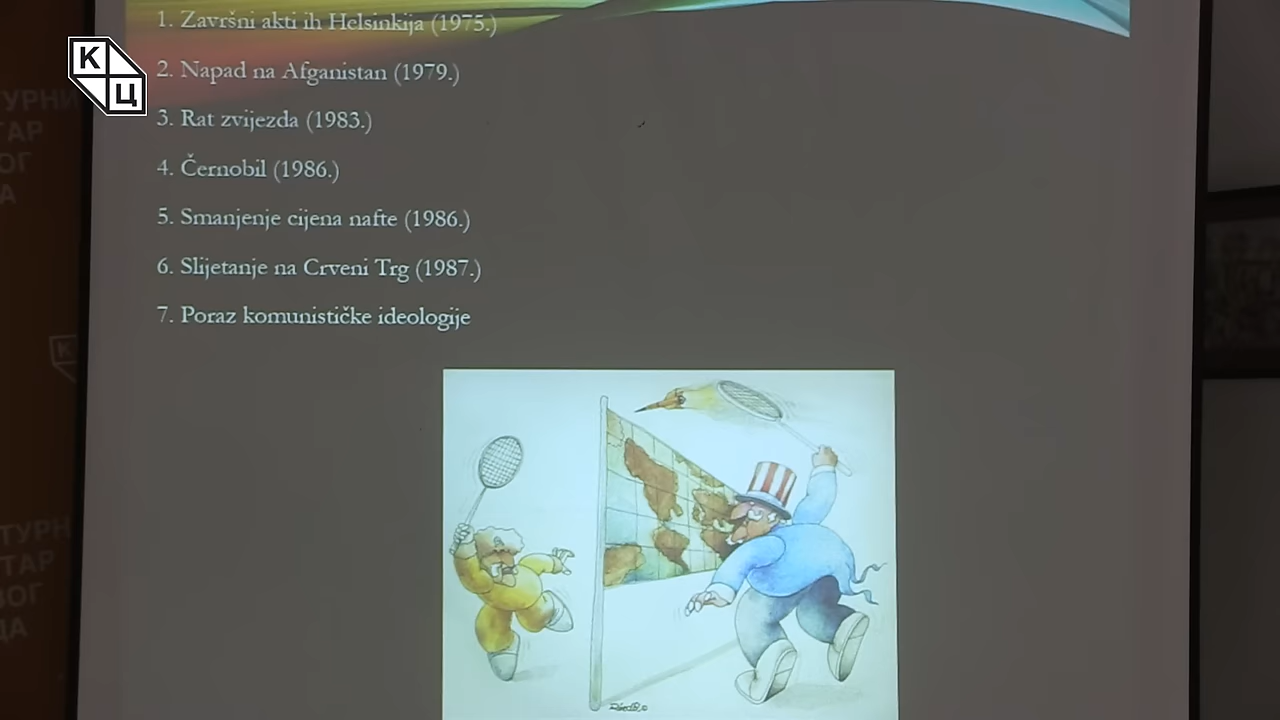 1. Završni akti ih Helsinkija (1975.)
2. Napad na Afganistan (1979.)
3. Rat zvijezda (1983.)
4. Černobil (1986.)
5. Smanjenje cijena nafte (1986.)
6. Slijetanje na Crveni Trg (1987.)
7. Poraz komunističke ideologije
К
Ц